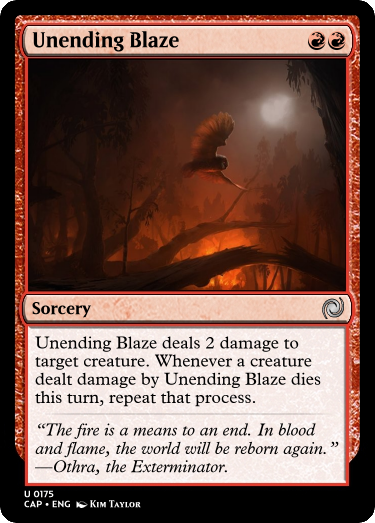 Unending Blaze
Sorcery
Unending Blaze deals 2 damage to
target creature. Whenever a creature
dealt damage by Unending Blaze dies
this turn, repeat that process.
“The fire is a means to an end. In blood
and flame, the world will be reborn again.”
—Othra, the Exterminator.
U 0175
CAP • ENG Kim Taylor